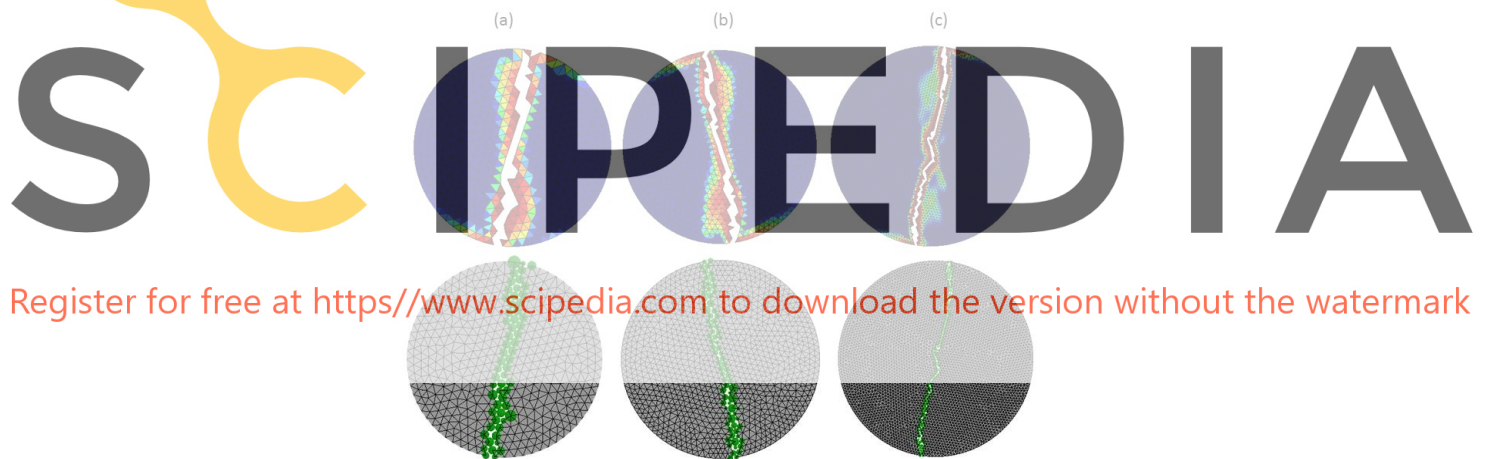 (a) (b) (c)
SCIPEDIA
Register for free at https//www.scipedia.com to download the version without the watermark